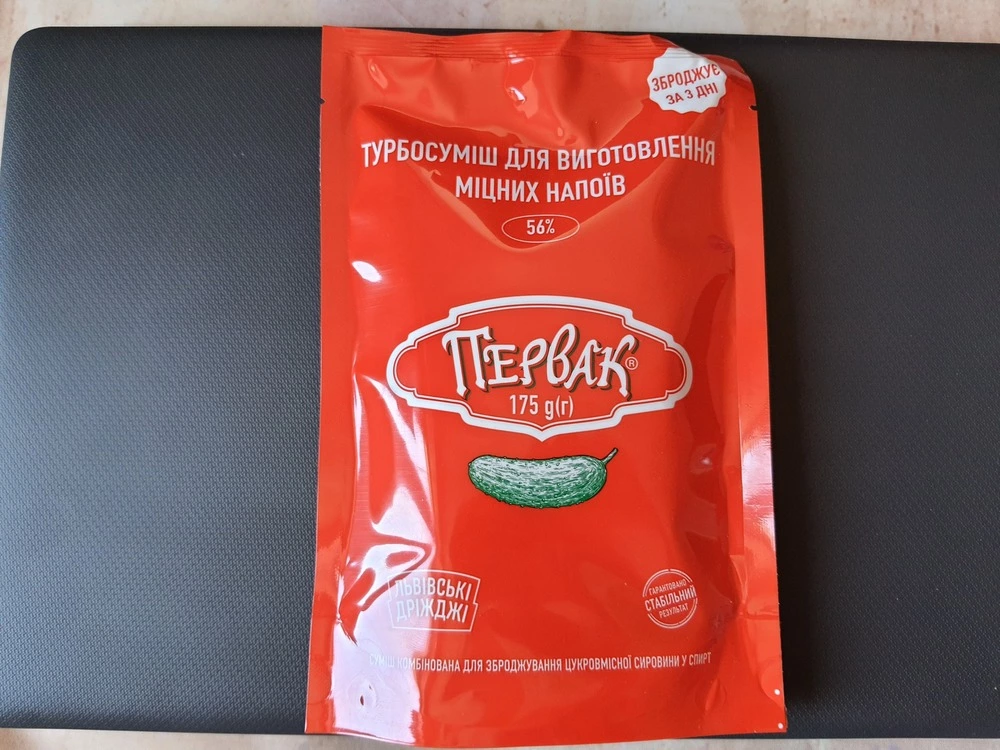 ЗБРОДЖУЄ
ЗА 3 ДНІ
ТУРБОСУМІШ ДЛЯ ВИГОТОВЛЕННЯ
МІЦНИХ НАПОЇВ
56%
ПЕРВАК®
175 g(г)
ЛЬВІВСЬКІ
ДРІЖДЖІ
ГАРАНТОВАНО
СТАБІЛЬНИЙ
РЕЗУЛЬТАТ
СУМІШ КОМБІНОВАНА ДЛЯ ЗБРОДЖУВАННЯ ЦУКРОВМІСНОЇ СИРОВИНИ У СПИРТ